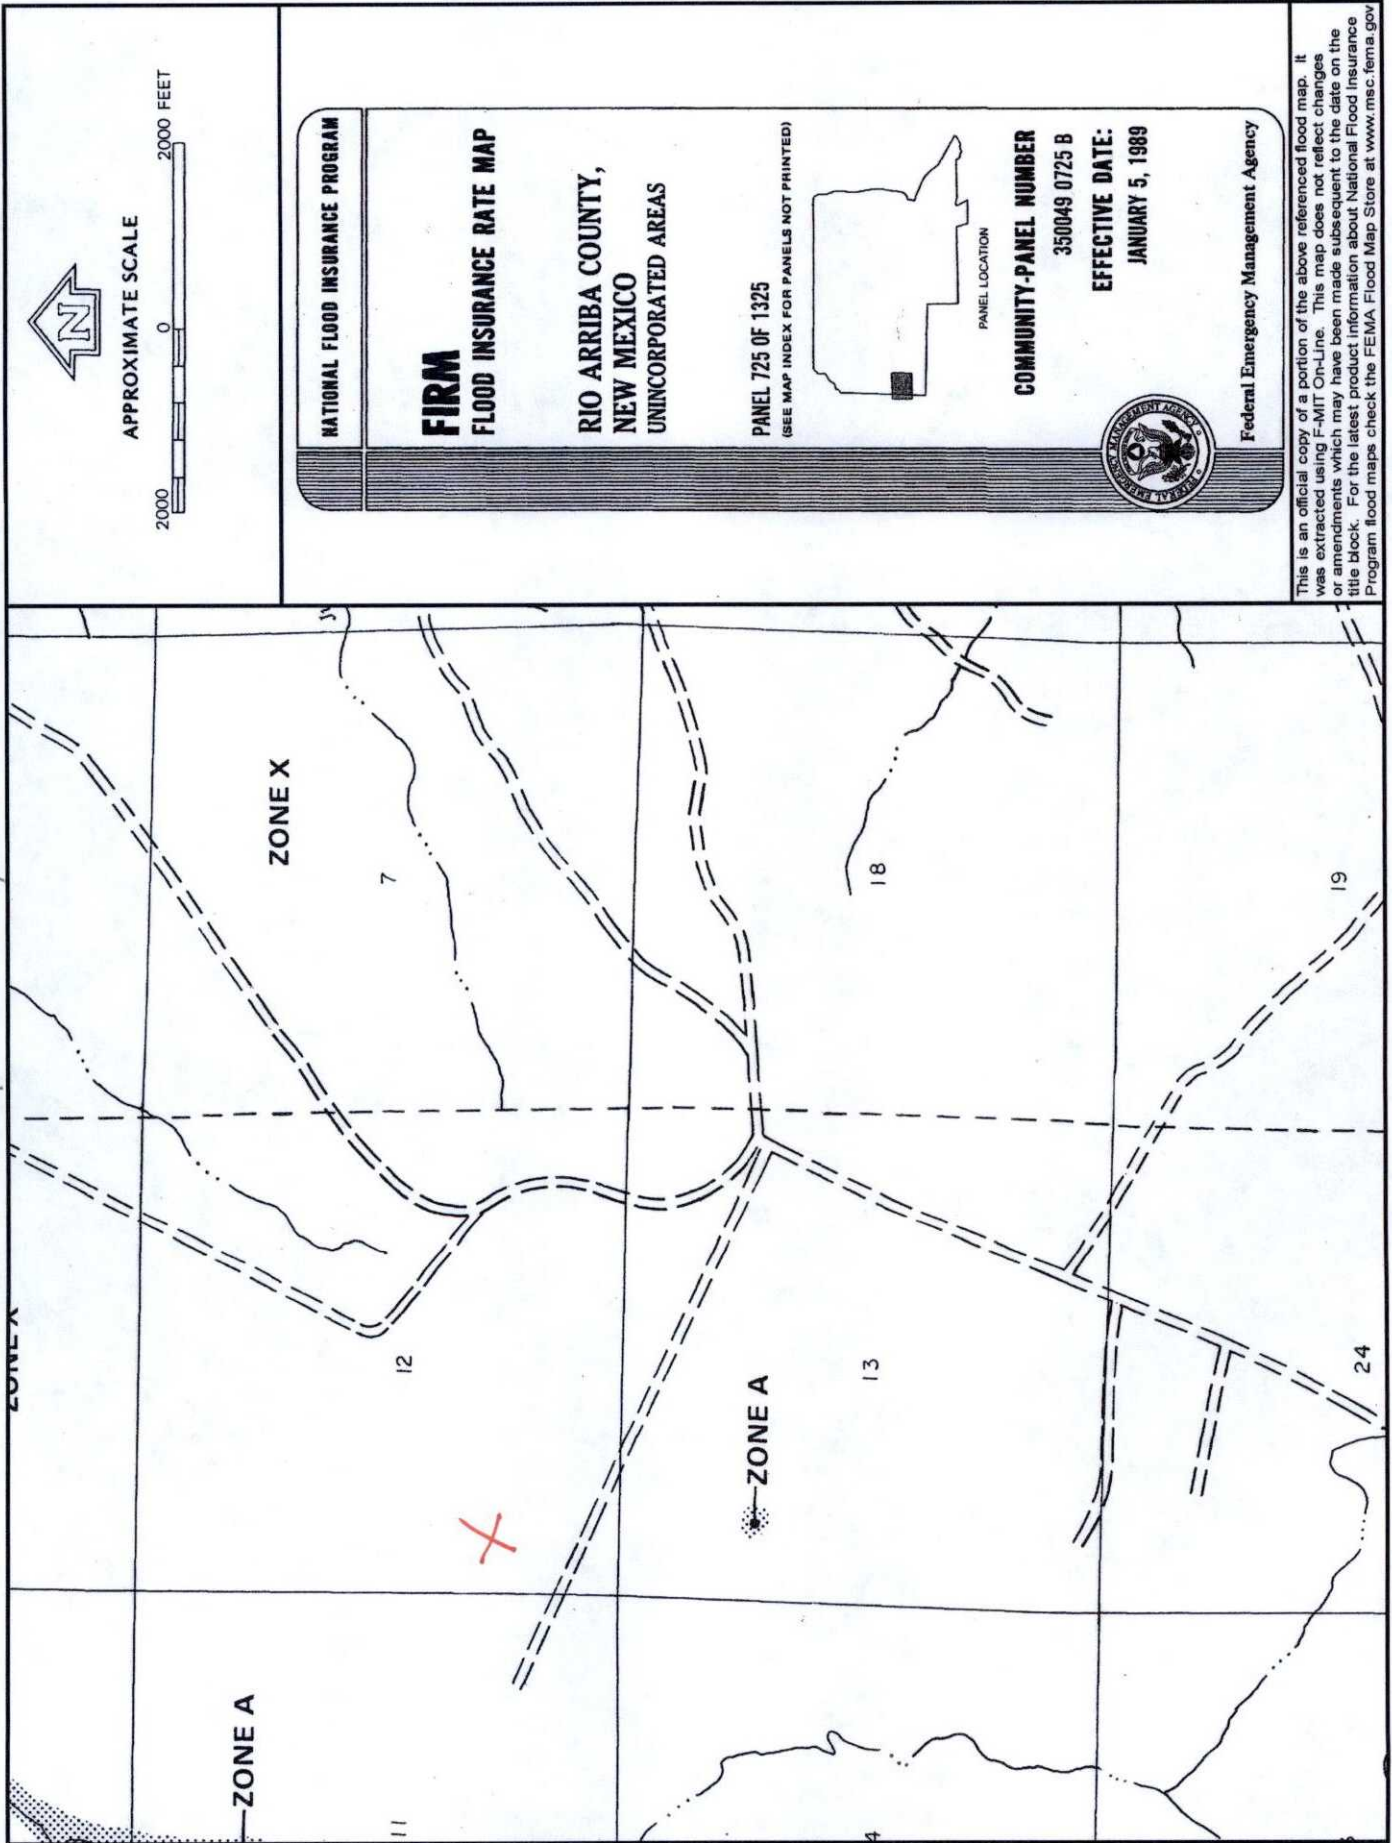 APPROXIMATE SCALE
2000 0 2000 FEET
NATIONAL FLOOD INSURANCE PROGRAM
FIRM
FLOOD INSURANCE RATE MAP
RIO ARRIBA COUNTY,
NEW MEXICO
UNINCORPORATED AREAS
PANEL 725 OF 1325
(SEE MAP INDEX FOR PANELS NOT PRINTED)
PANEL LOCATION
COMMUNITY-PANEL NUMBER
350049 0725 B
EFFECTIVE DATE:
JANUARY 5, 1989
FEDERAL EMERGENCY MANAGEMENT AGENCY
Federal Emergency Management Agency
This is an official copy of a portion of the above referenced flood map. It
was extracted using F-MIT On-Line. This map does not reflect changes
or amendments which may have been made subsequent to the date on the
title block. For the latest product information about National Flood Insurance
Program flood maps check the FEMA Flood Map Store at www.msc.fema.gov
N
ZONE X
ZONE X
7
12
ZONE A
11
ZONE A
13
18
19
24